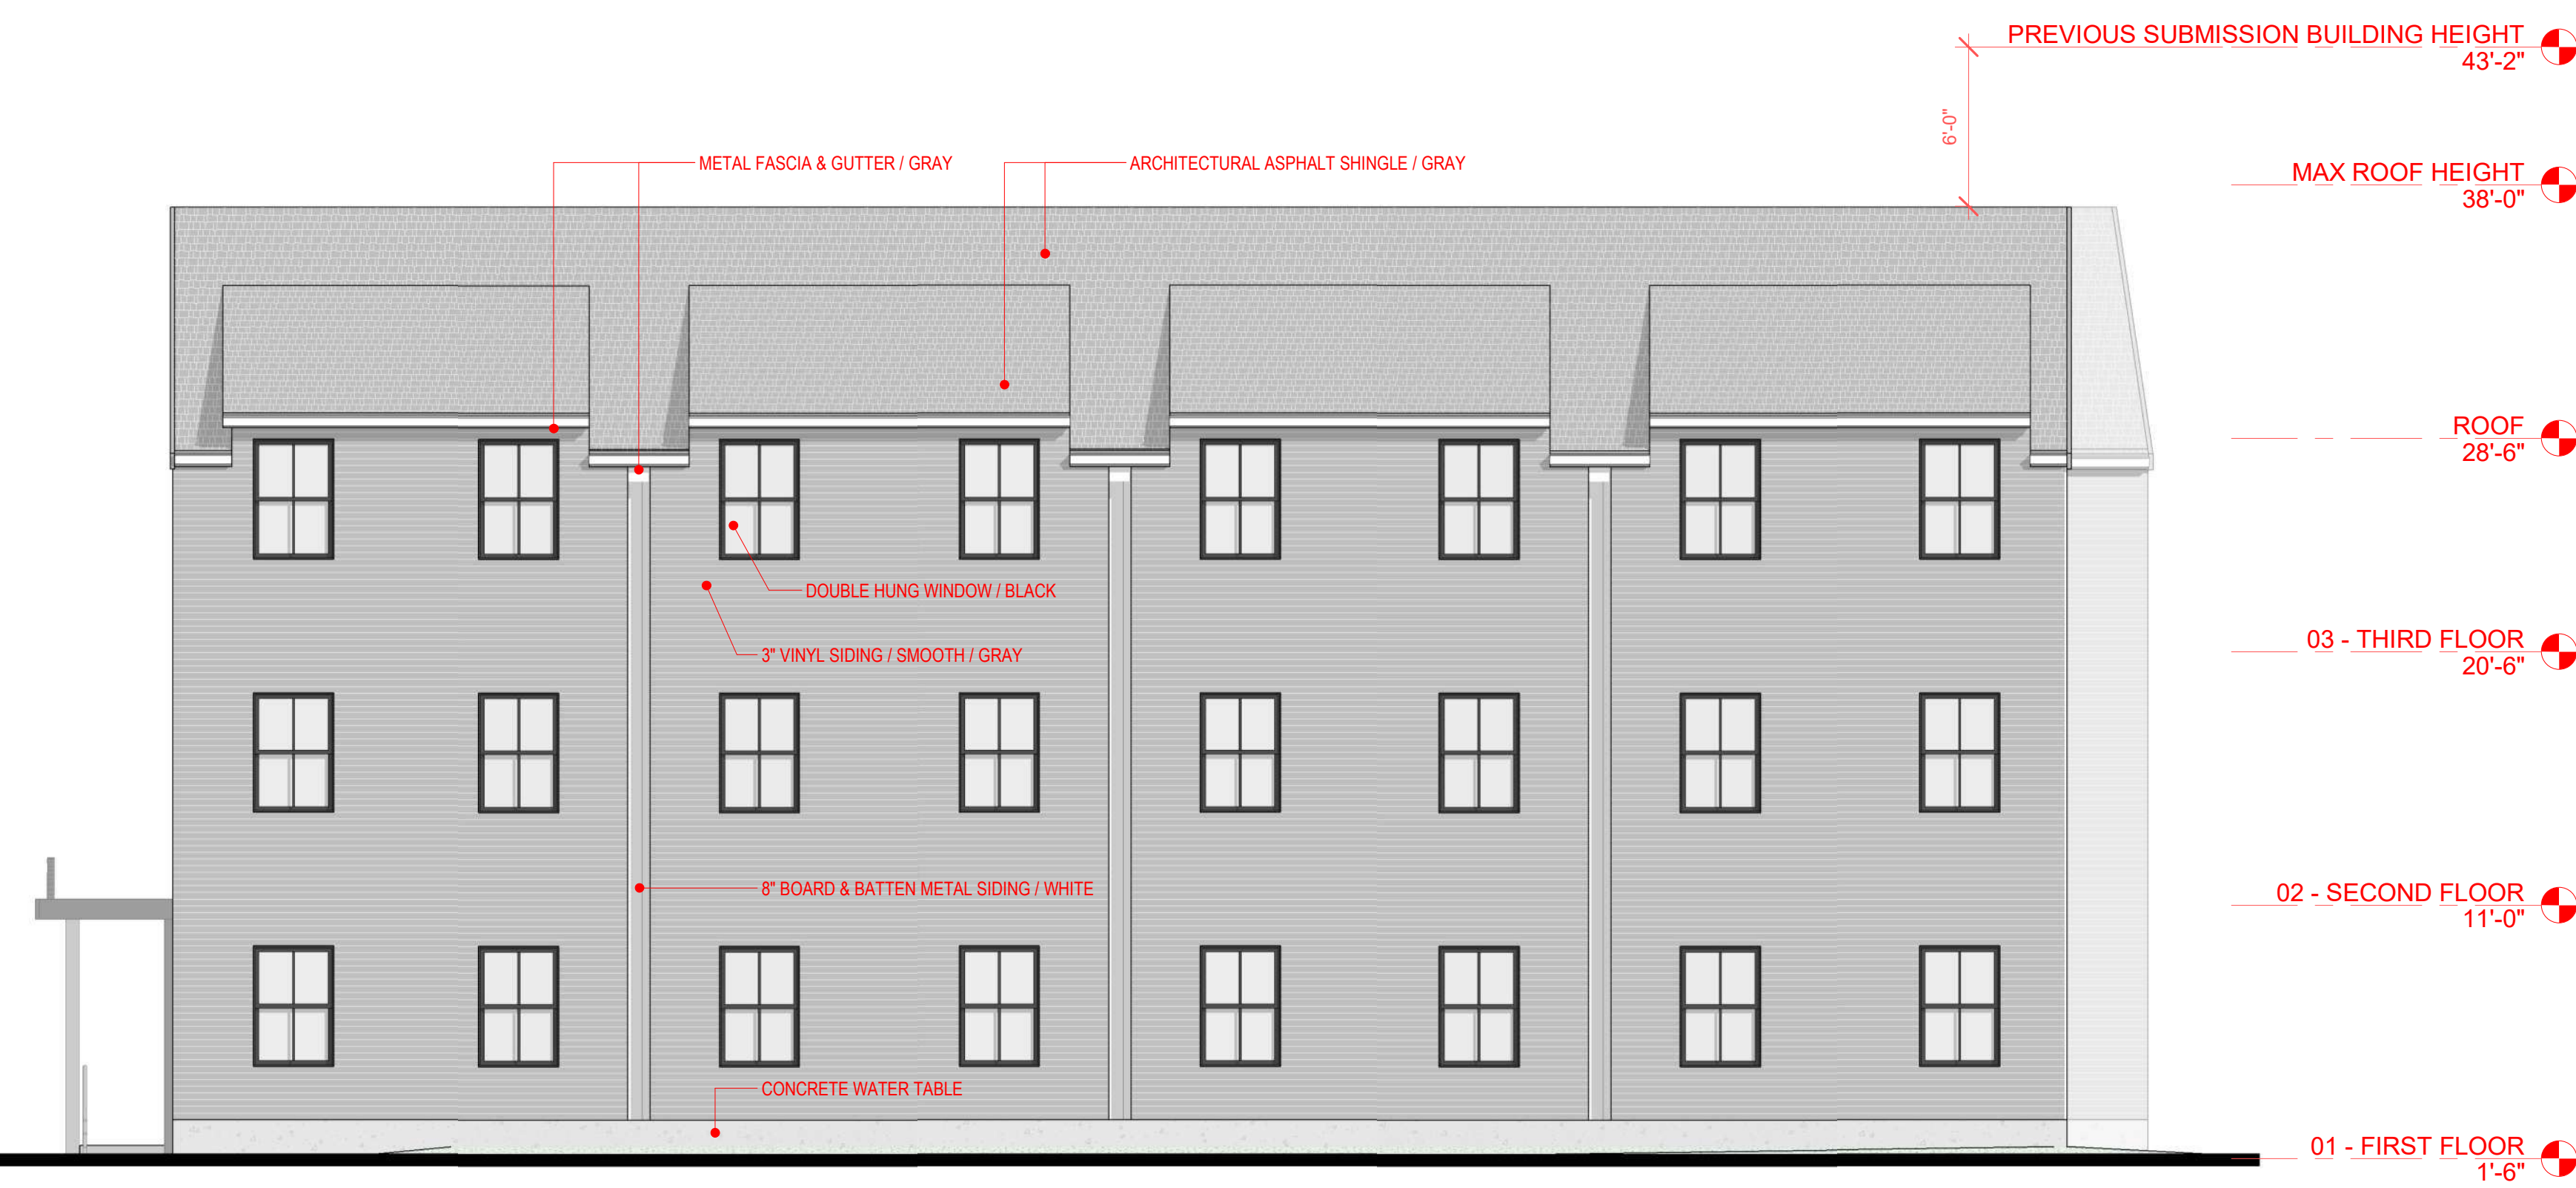 PREVIOUS SUBMISSION BUILDING HEIGHT
43'-2"
6'-0"
METAL FASCIA & GUTTER / GRAY
ARCHITECTURAL ASPHALT SHINGLE / GRAY
MAX ROOF HEIGHT
38'-0"
ROOF
28'-6"
DOUBLE HUNG WINDOW / BLACK
3" VINYL SIDING / SMOOTH / GRAY
03 - THIRD FLOOR
20'-6"
8" BOARD & BATTEN METAL SIDING / WHITE
02 - SECOND FLOOR
11'-0"
CONCRETE WATER TABLE
01 - FIRST FLOOR
1'-6"